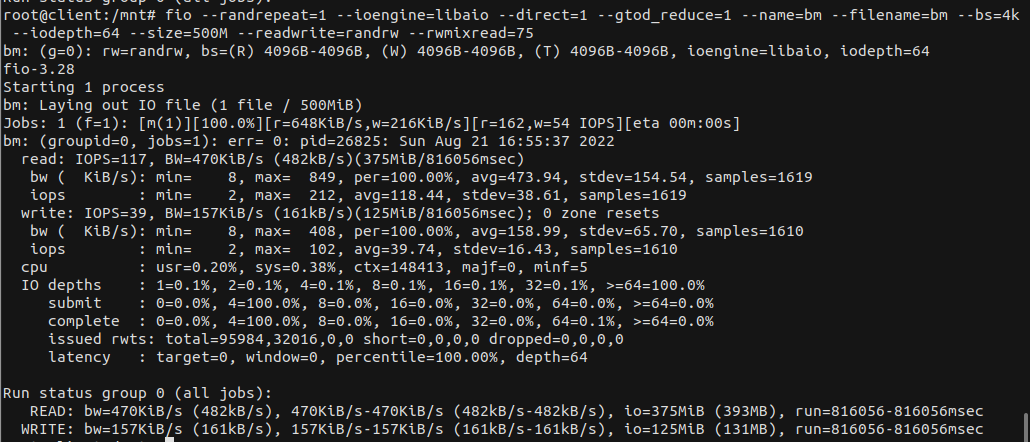 Run status group 0 (all jobs):
root@client:/mnt# fio --randrepeat=1 --ioengine=libaio --direct=1 --gtod_reduce=1 --name=bm --filename=bm --bs=4k
 --iodepth=64 --size=500M --readwrite=randrw --rwmixread=75
bm: (g=0): rw=randrw, bs=(R) 4096B-4096B, (W) 4096B-4096B, (T) 4096B-4096B, ioengine=libaio, iodepth=64
fio-3.28
Starting 1 process
bm: Laying out IO file (1 file / 500MiB)
Jobs: 1 (f=1): [m(1)][100.0%][r=648KiB/s,w=216KiB/s][r=162,w=54 IOPS][eta 00m:00s]
bm: (groupid=0, jobs=1): err= 0: pid=26825: Sun Aug 21 16:55:37 2022
  read: IOPS=117, BW=470KiB/s (482kB/s)(375MiB/816056msec)
   bw (  KiB/s): min=    8, max=  849, per=100.00%, avg=473.94, stdev=154.54, samples=1619
   iops        : min=    2, max=  212, avg=118.44, stdev=38.61, samples=1619
  write: IOPS=39, BW=157KiB/s (161kB/s)(125MiB/816056msec); 0 zone resets
   bw (  KiB/s): min=    8, max=  408, per=100.00%, avg=158.99, stdev=65.70, samples=1610
   iops        : min=    2, max=  102, avg=39.74, stdev=16.43, samples=1610
  cpu          : usr=0.20%, sys=0.38%, ctx=148413, majf=0, minf=5
  IO depths    : 1=0.1%, 2=0.1%, 4=0.1%, 8=0.1%, 16=0.1%, 32=0.1%, >=64=100.0%
     submit    : 0=0.0%, 4=100.0%, 8=0.0%, 16=0.0%, 32=0.0%, 64=0.0%, >=64=0.0%
     complete  : 0=0.0%, 4=100.0%, 8=0.0%, 16=0.0%, 32=0.0%, 64=0.1%, >=64=0.0%
     issued rwts: total=95984,32016,0,0 short=0,0,0,0 dropped=0,0,0,0
     latency   : target=0, window=0, percentile=100.00%, depth=64

Run status group 0 (all jobs):
   READ: bw=470KiB/s (482kB/s), 470KiB/s-470KiB/s (482kB/s-482kB/s), io=375MiB (393MB), run=816056-816056msec
  WRITE: bw=157KiB/s (161kB/s), 157KiB/s-157KiB/s (161kB/s-161kB/s), io=125MiB (131MB), run=816056-816056msec